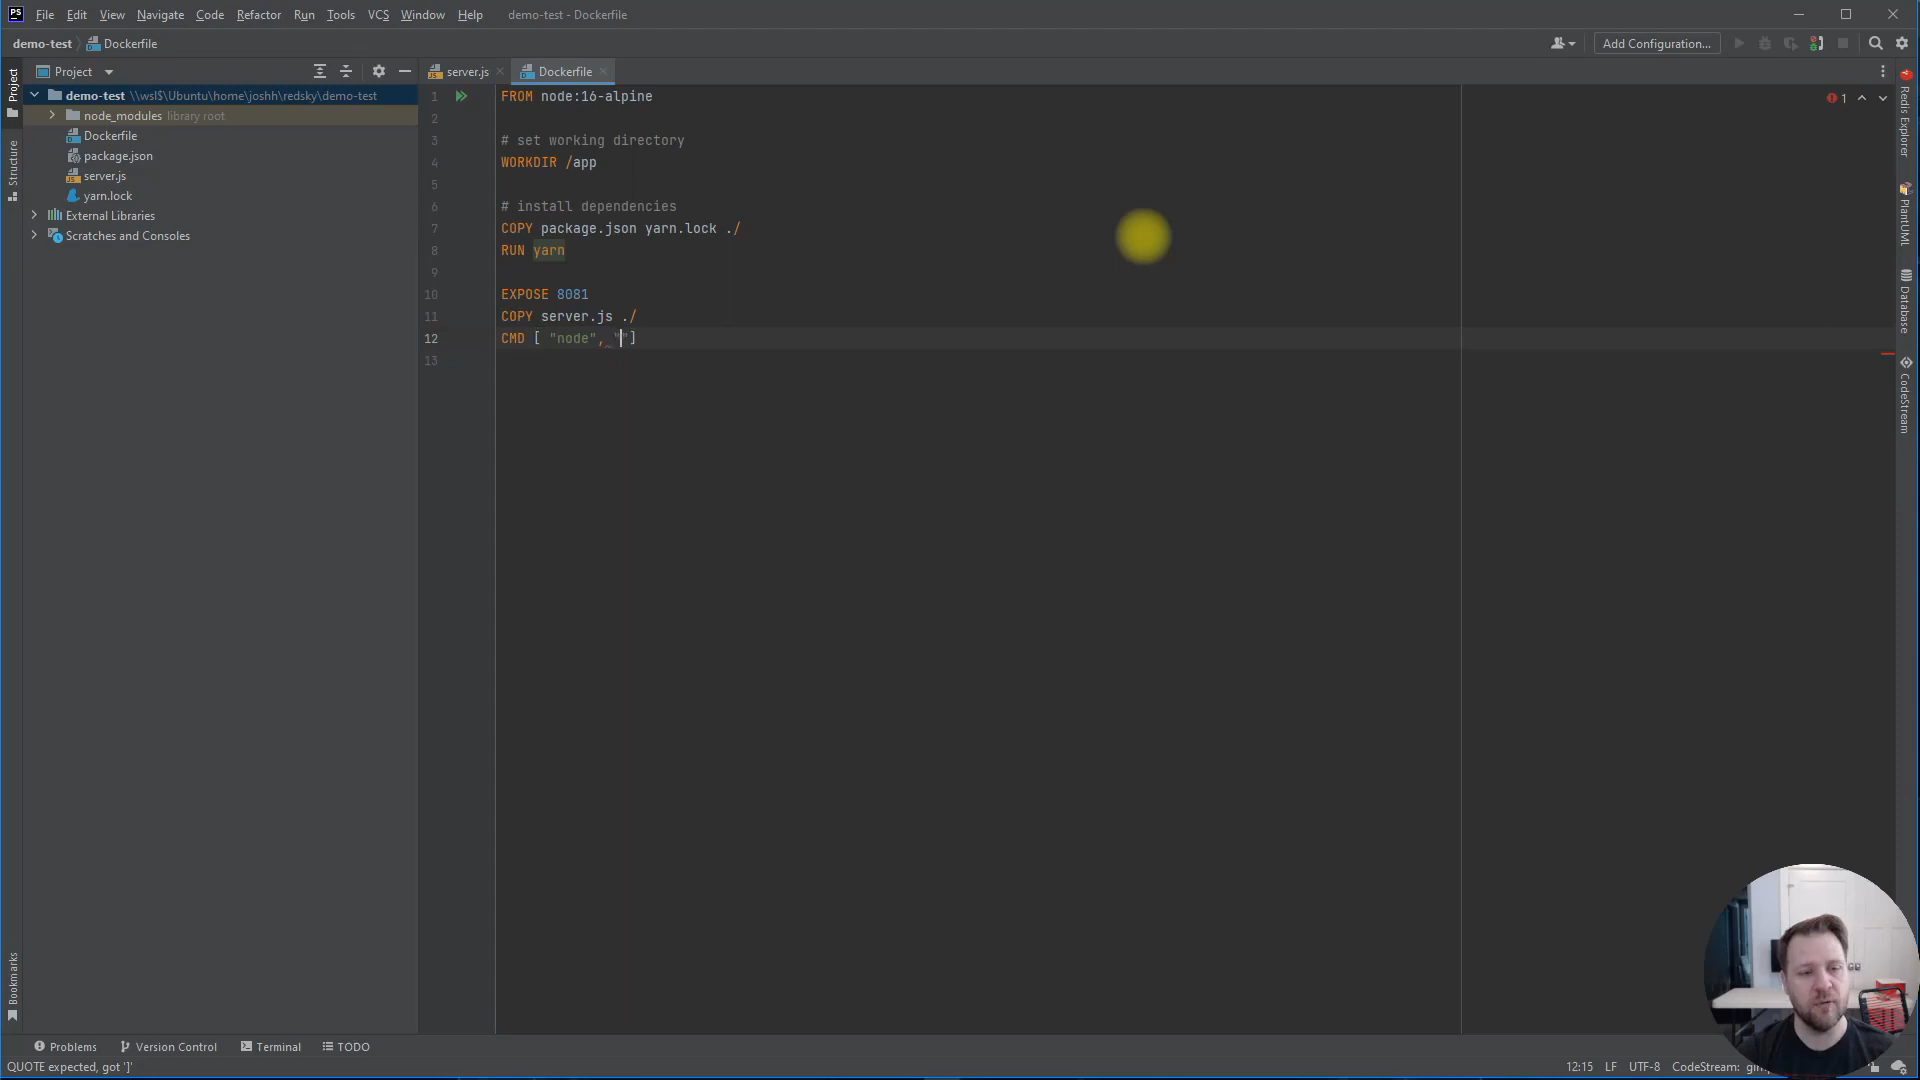 PS File Edit View Navigate Code Refactor Run Tools VCS Window Help demo-test - Dockerfile
demo-test Dockerfile Add Configuration...
Project
server.js Dockerfile
demo-test \\wsl$\Ubuntu\home\joshh\redsky\demo-test
node_modules library root
Dockerfile
package.json
server.js
yarn.lock
External Libraries
Scratches and Consoles
Project
Structure
Bookmarks
1 FROM node:16-alpine
2
3 # set working directory
4 WORKDIR /app
5
6 # install dependencies
7 COPY package.json yarn.lock ./
8 RUN yarn
9
10 EXPOSE 8081
11 COPY server.js ./
12 CMD [ "node", ""]
13
1
Redis Explorer
PlantUML
Database
CodeStream
Problems Version Control Terminal TODO
QUOTE expected, got ']' 12:15 LF UTF-8 CodeStream: